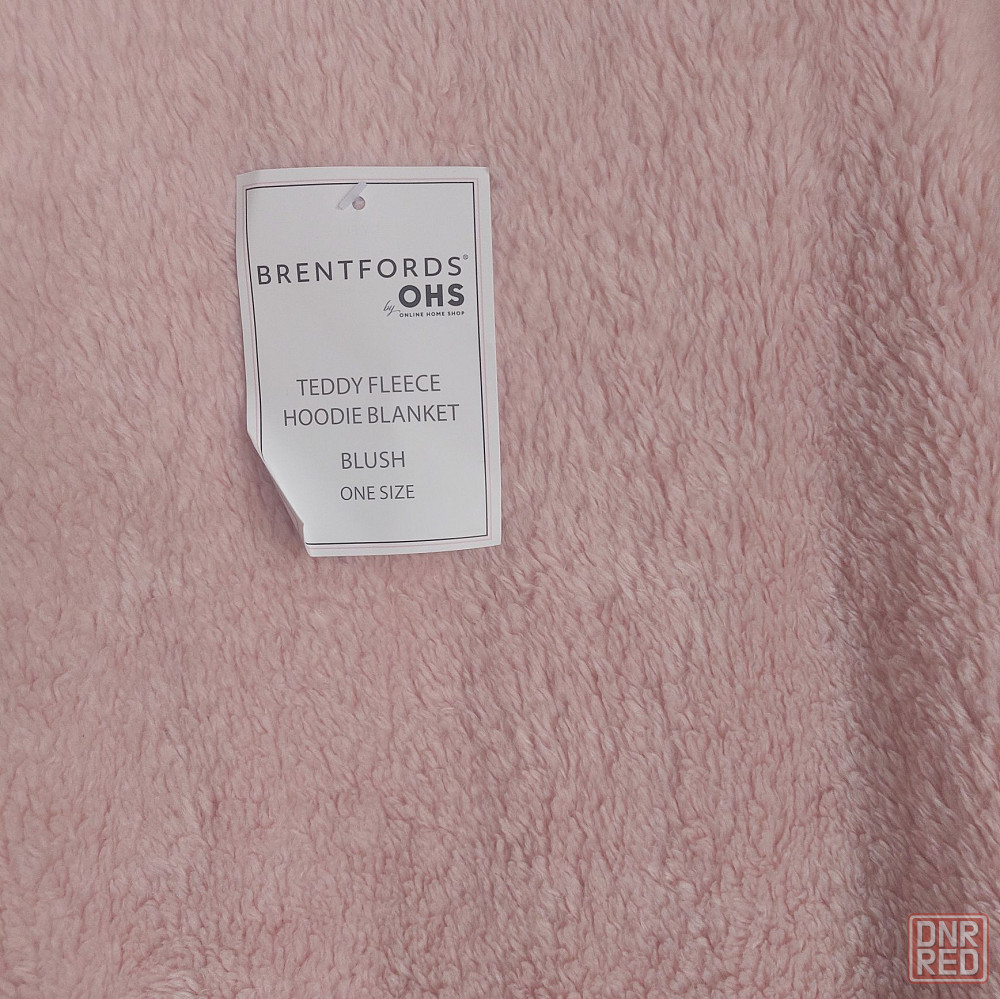 BRENTFORDS®
by OHS
ONLINE HOME SHOP
TEDDY FLEECE
HOODIE BLANKET
BLUSH
ONE SIZE
DNR
RED